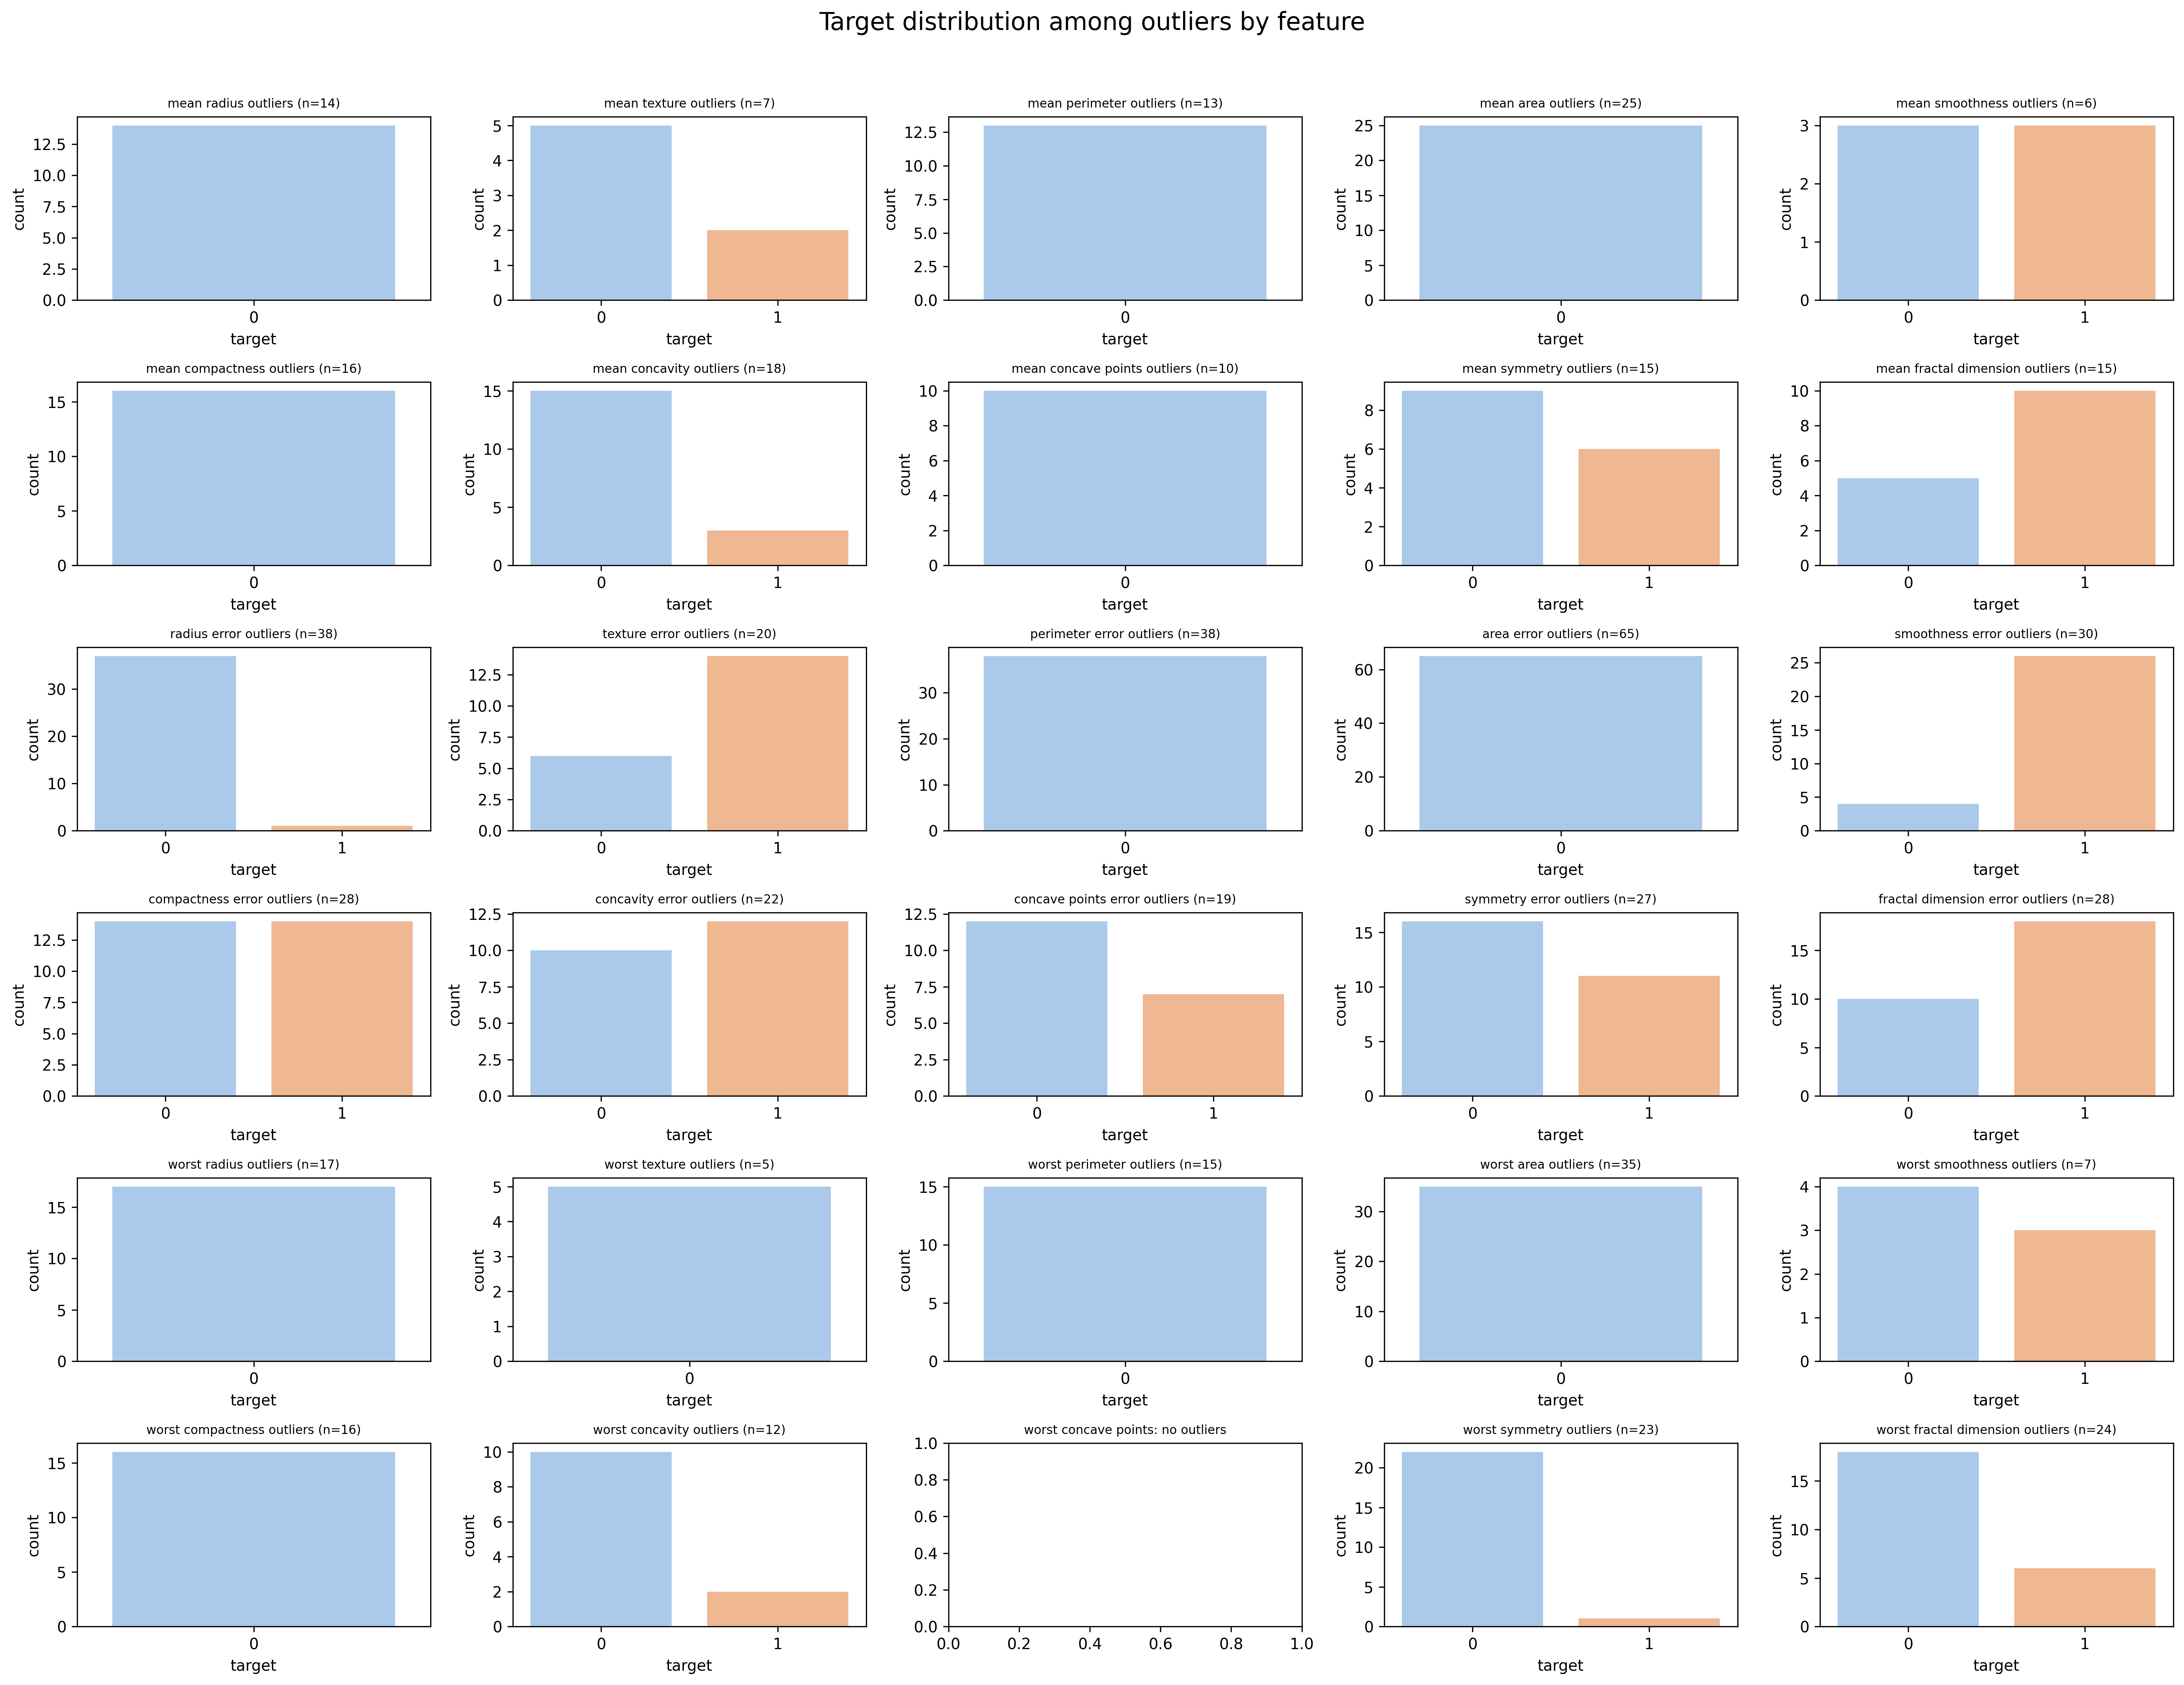 Target distribution among outliers by feature
mean radius outliers (n=14)
count
12.5
10.0
7.5
5.0
2.5
0.0
0
target
mean texture outliers (n=7)
count
5
4
3
2
1
0
0 1
target
mean perimeter outliers (n=13)
count
12.5
10.0
7.5
5.0
2.5
0.0
0
target
mean area outliers (n=25)
count
25
20
15
10
5
0
0
target
mean smoothness outliers (n=6)
count
3
2
1
0
0 1
target
mean compactness outliers (n=16)
count
15
10
5
0
0
target
mean concavity outliers (n=18)
count
15
10
5
0
0 1
target
mean concave points outliers (n=10)
count
10
8
6
4
2
0
0
target
mean symmetry outliers (n=15)
count
8
6
4
2
0
0 1
target
mean fractal dimension outliers (n=15)
count
10
8
6
4
2
0
0 1
target
radius error outliers (n=38)
count
30
20
10
0
0 1
target
texture error outliers (n=20)
count
12.5
10.0
7.5
5.0
2.5
0.0
0 1
target
perimeter error outliers (n=38)
count
30
20
10
0
0
target
area error outliers (n=65)
count
60
40
20
0
0
target
smoothness error outliers (n=30)
count
25
20
15
10
5
0
0 1
target
compactness error outliers (n=28)
count
12.5
10.0
7.5
5.0
2.5
0.0
0 1
target
concavity error outliers (n=22)
count
12.5
10.0
7.5
5.0
2.5
0.0
0 1
target
concave points error outliers (n=19)
count
12.5
10.0
7.5
5.0
2.5
0.0
0 1
target
symmetry error outliers (n=27)
count
15
10
5
0
0 1
target
fractal dimension error outliers (n=28)
count
15
10
5
0
0 1
target
worst radius outliers (n=17)
count
15
10
5
0
0
target
worst texture outliers (n=5)
count
5
4
3
2
1
0
0
target
worst perimeter outliers (n=15)
count
15
10
5
0
0
target
worst area outliers (n=35)
count
30
20
10
0
0
target
worst smoothness outliers (n=7)
count
4
3
2
1
0
0 1
target
worst compactness outliers (n=16)
count
15
10
5
0
0
target
worst concavity outliers (n=12)
count
10
8
6
4
2
0
0 1
target
worst concave points: no outliers
1.0
0.8
0.6
0.4
0.2
0.0
0.0 0.2 0.4 0.6 0.8 1.0
worst symmetry outliers (n=23)
count
20
15
10
5
0
0 1
target
worst fractal dimension outliers (n=24)
count
15
10
5
0
0 1
target